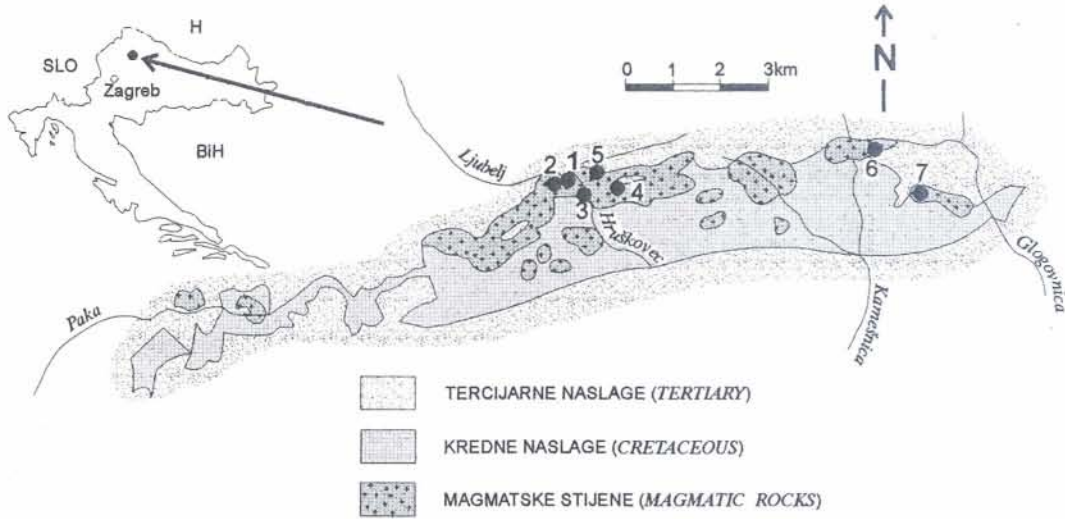 H
SLO
Zagreb
BiH
N
0 1 2 3km
Ljubelj
2 1 5
3 4
Hruškovec
6
7
Glogovnica
Kamešnica
Paka
TERCIJARNE NASLAGE (TERTIARY)
KREDNE NASLAGE (CRETACEOUS)
MAGMATSKE STIJENE (MAGMATIC ROCKS)